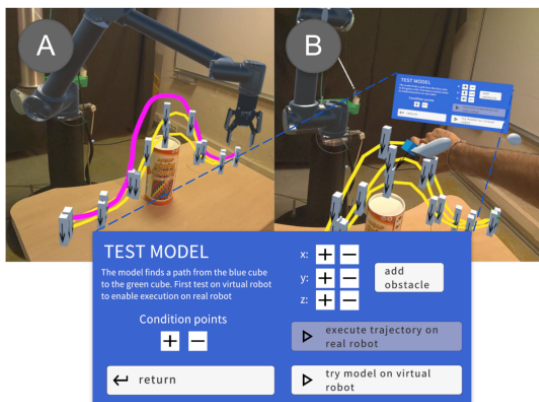 A
B
TEST MODEL
TEST MODEL
The model finds a path from the blue cube
to the green cube. First test on virtual robot
to enable execution on real robot
Condition points
+ −
return
x: + −
y: + −
z: + −
add
obstacle
execute trajectory on
real robot
try model on virtual
robot